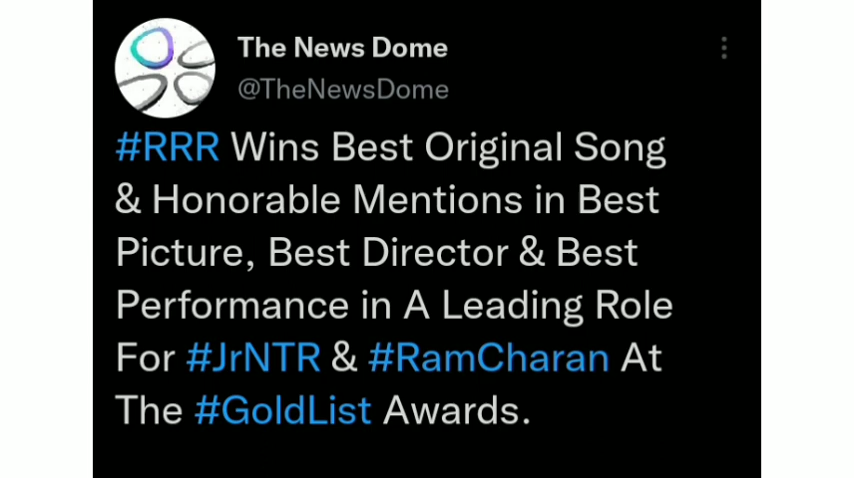 The News Dome
@TheNewsDome
#RRR Wins Best Original Song
& Honorable Mentions in Best
Picture, Best Director & Best
Performance in A Leading Role
For #JrNTR & #RamCharan At
The #GoldList Awards.